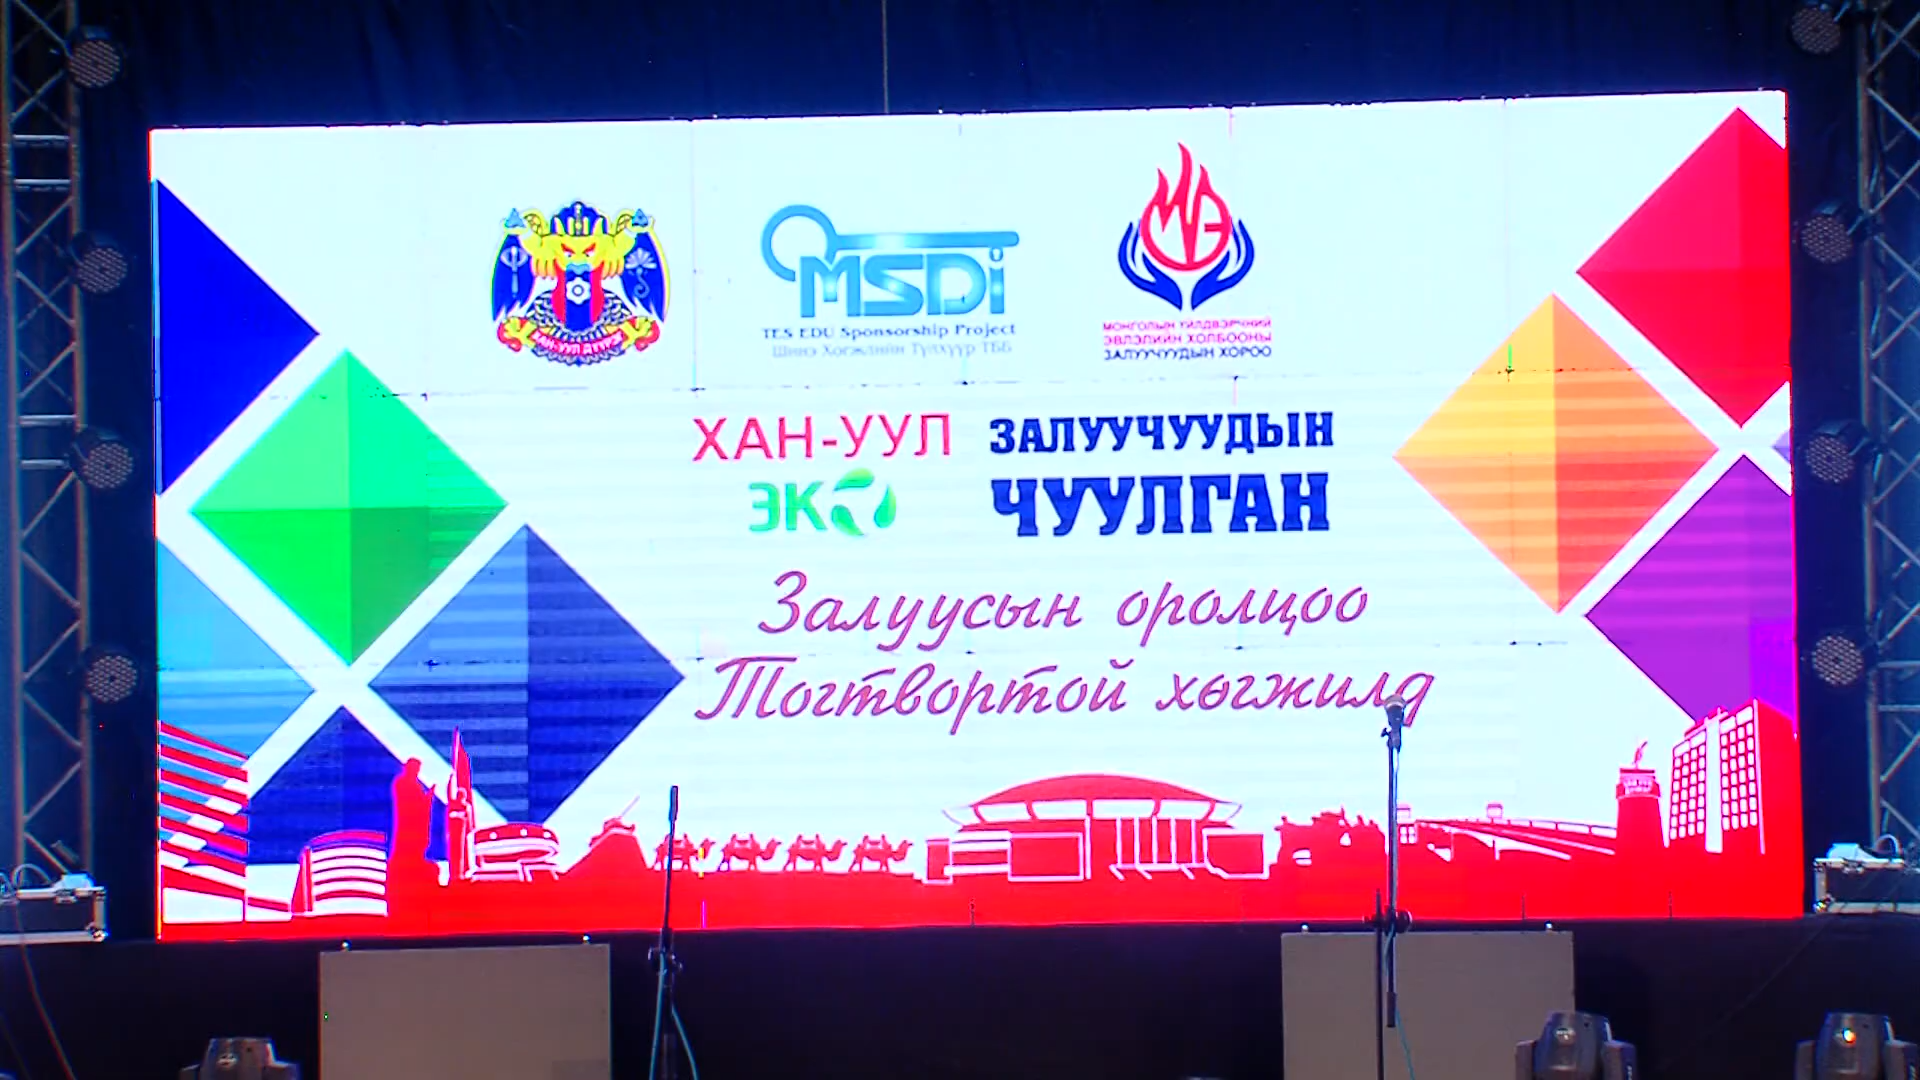 ХАН-УУЛ ДҮҮРЭГ
MSDi
TES EDU Sponsorship Project
Шинэ Хөгжлийн Түлхүүр ТББ
МҮЭ
МОНГОЛЫН ҮЙЛДВЭРЧНИЙ
ЭВЛЭЛИЙН ХОЛБООНЫ
ЗАЛУУЧУУДЫН ХОРОО
ХАН-УУЛ
ЭКО
ЗАЛУУЧУУДЫН
ЧУУЛГАН
Залуусын оролцоо
Тогтвортой хөгжилд